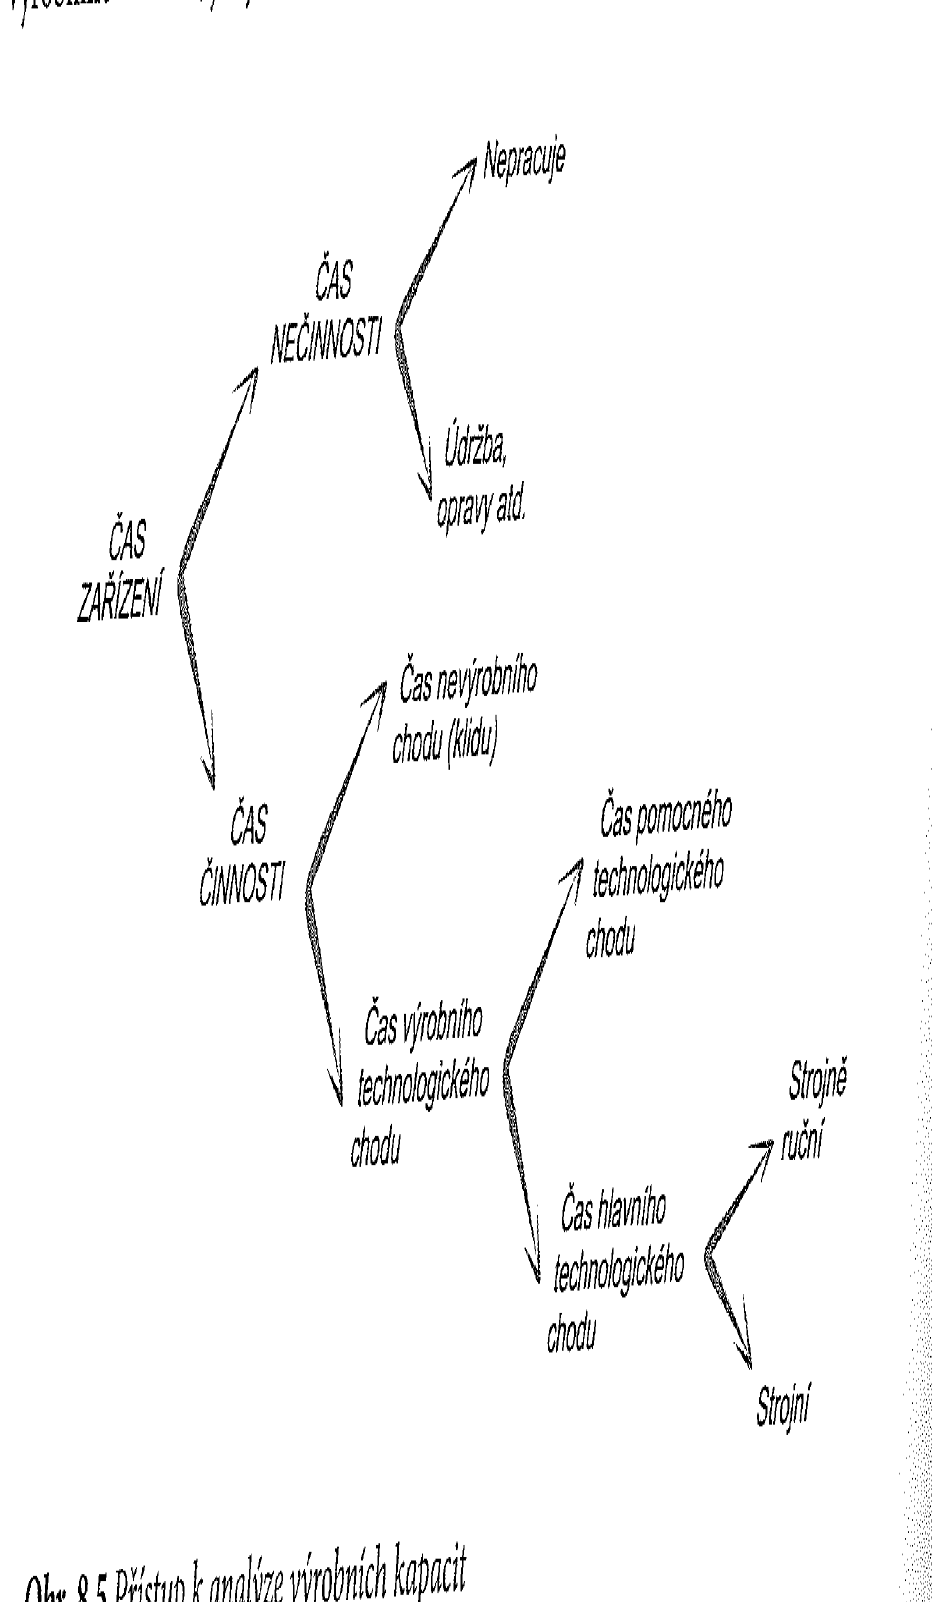 Nepracuje
ČAS
NEČINNOSTI
Údržba,
opravy atd.
ČAS
ZAŘÍZENÍ
Čas nevýrobního
chodu (klidu)
ČAS
ČINNOSTI
Čas pomocného
technologického
chodu
Čas výrobního
technologického
chodu
Strojně
ruční
Čas hlavního
technologického
chodu
Strojní
Obr. 8.5 Přístup k analýze výrobních kapacit